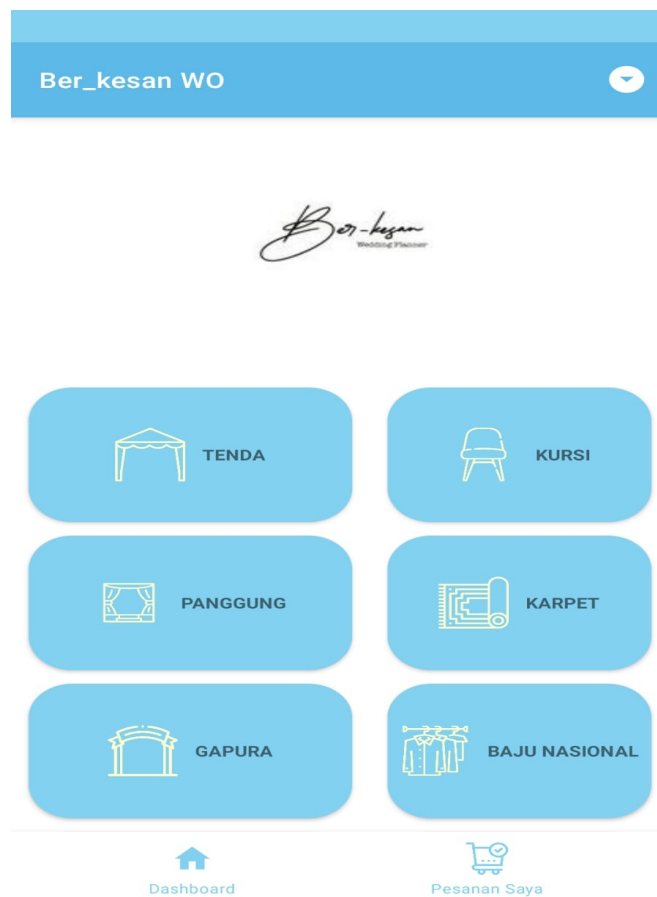 Ber_kesan WO
Ber-kesan
Wedding Planner
TENDA
KURSI
PANGGUNG
KARPET
GAPURA
BAJU NASIONAL
Dashboard
Pesanan Saya